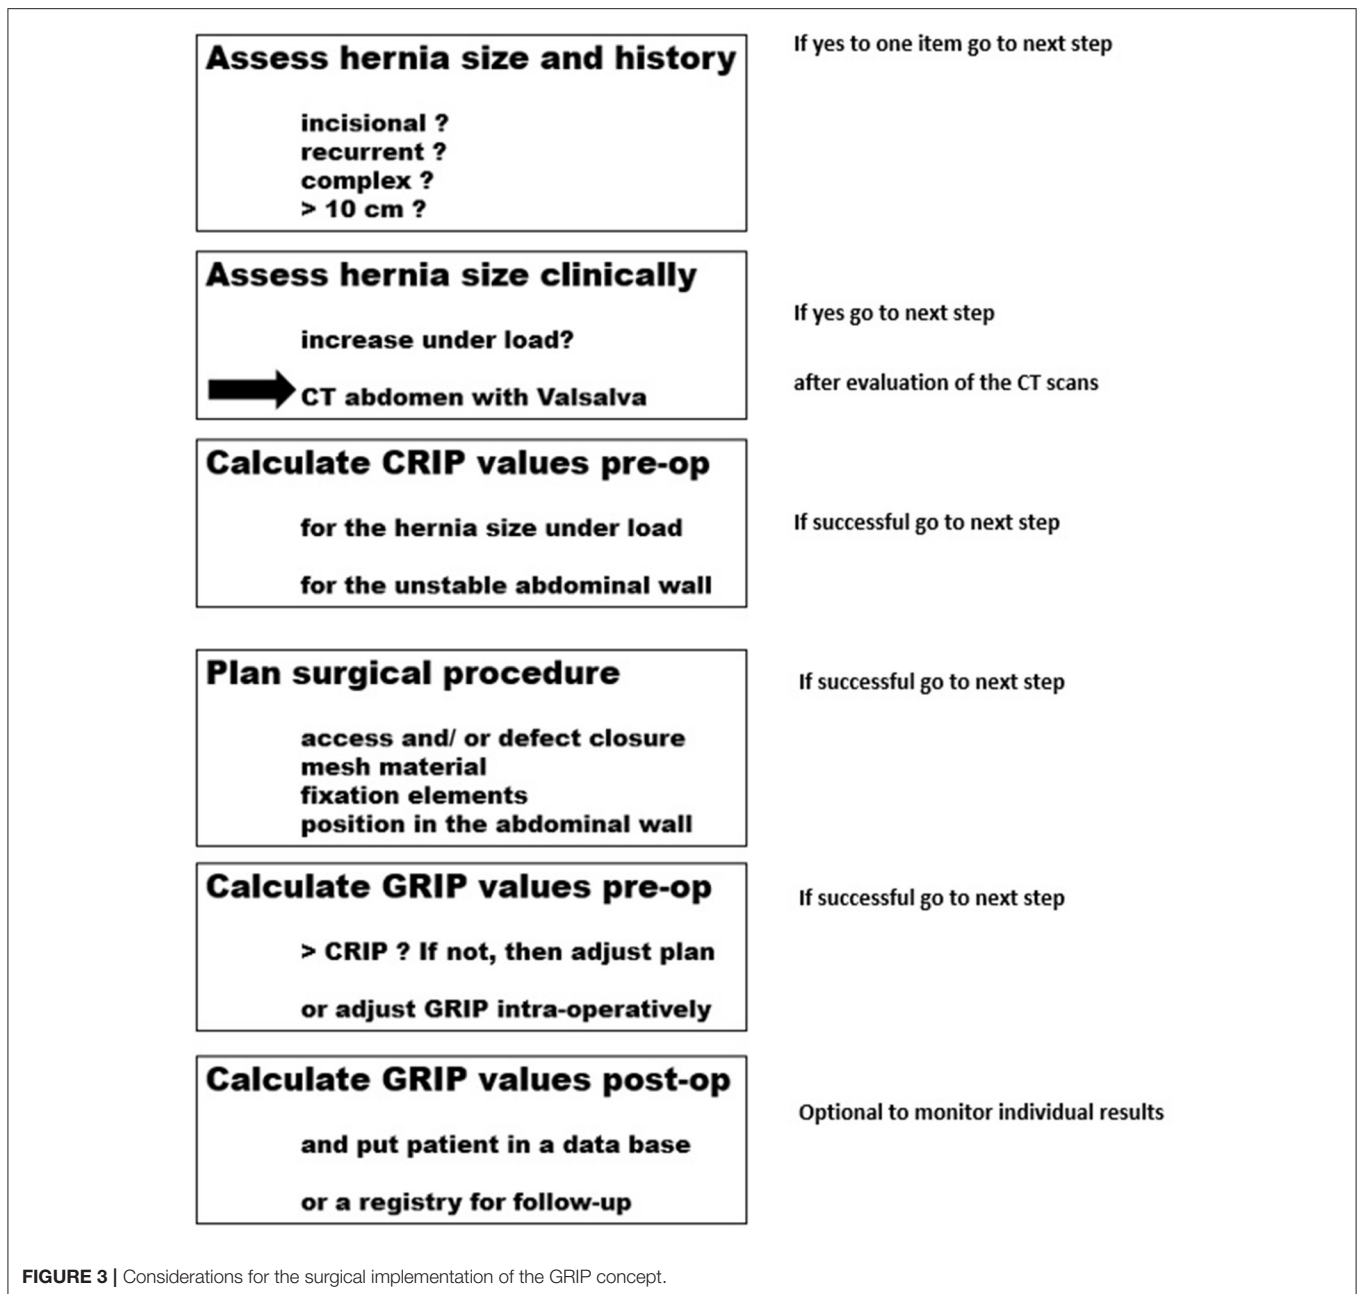 Assess hernia size and history
If yes to one item go to next step
incisional ?
recurrent ?
complex ?
> 10 cm ?
Assess hernia size clinically
If yes go to next step
increase under load?
after evaluation of the CT scans
CT abdomen with Valsalva
Calculate CRIP values pre-op
for the hernia size under load
If successful go to next step
for the unstable abdominal wall
Plan surgical procedure
If successful go to next step
access and/ or defect closure
mesh material
fixation elements
position in the abdominal wall
Calculate GRIP values pre-op
If successful go to next step
> CRIP ? If not, then adjust plan
or adjust GRIP intra-operatively
Calculate GRIP values post-op
Optional to monitor individual results
and put patient in a data base
or a registry for follow-up
FIGURE 3 | Considerations for the surgical implementation of the GRIP concept.